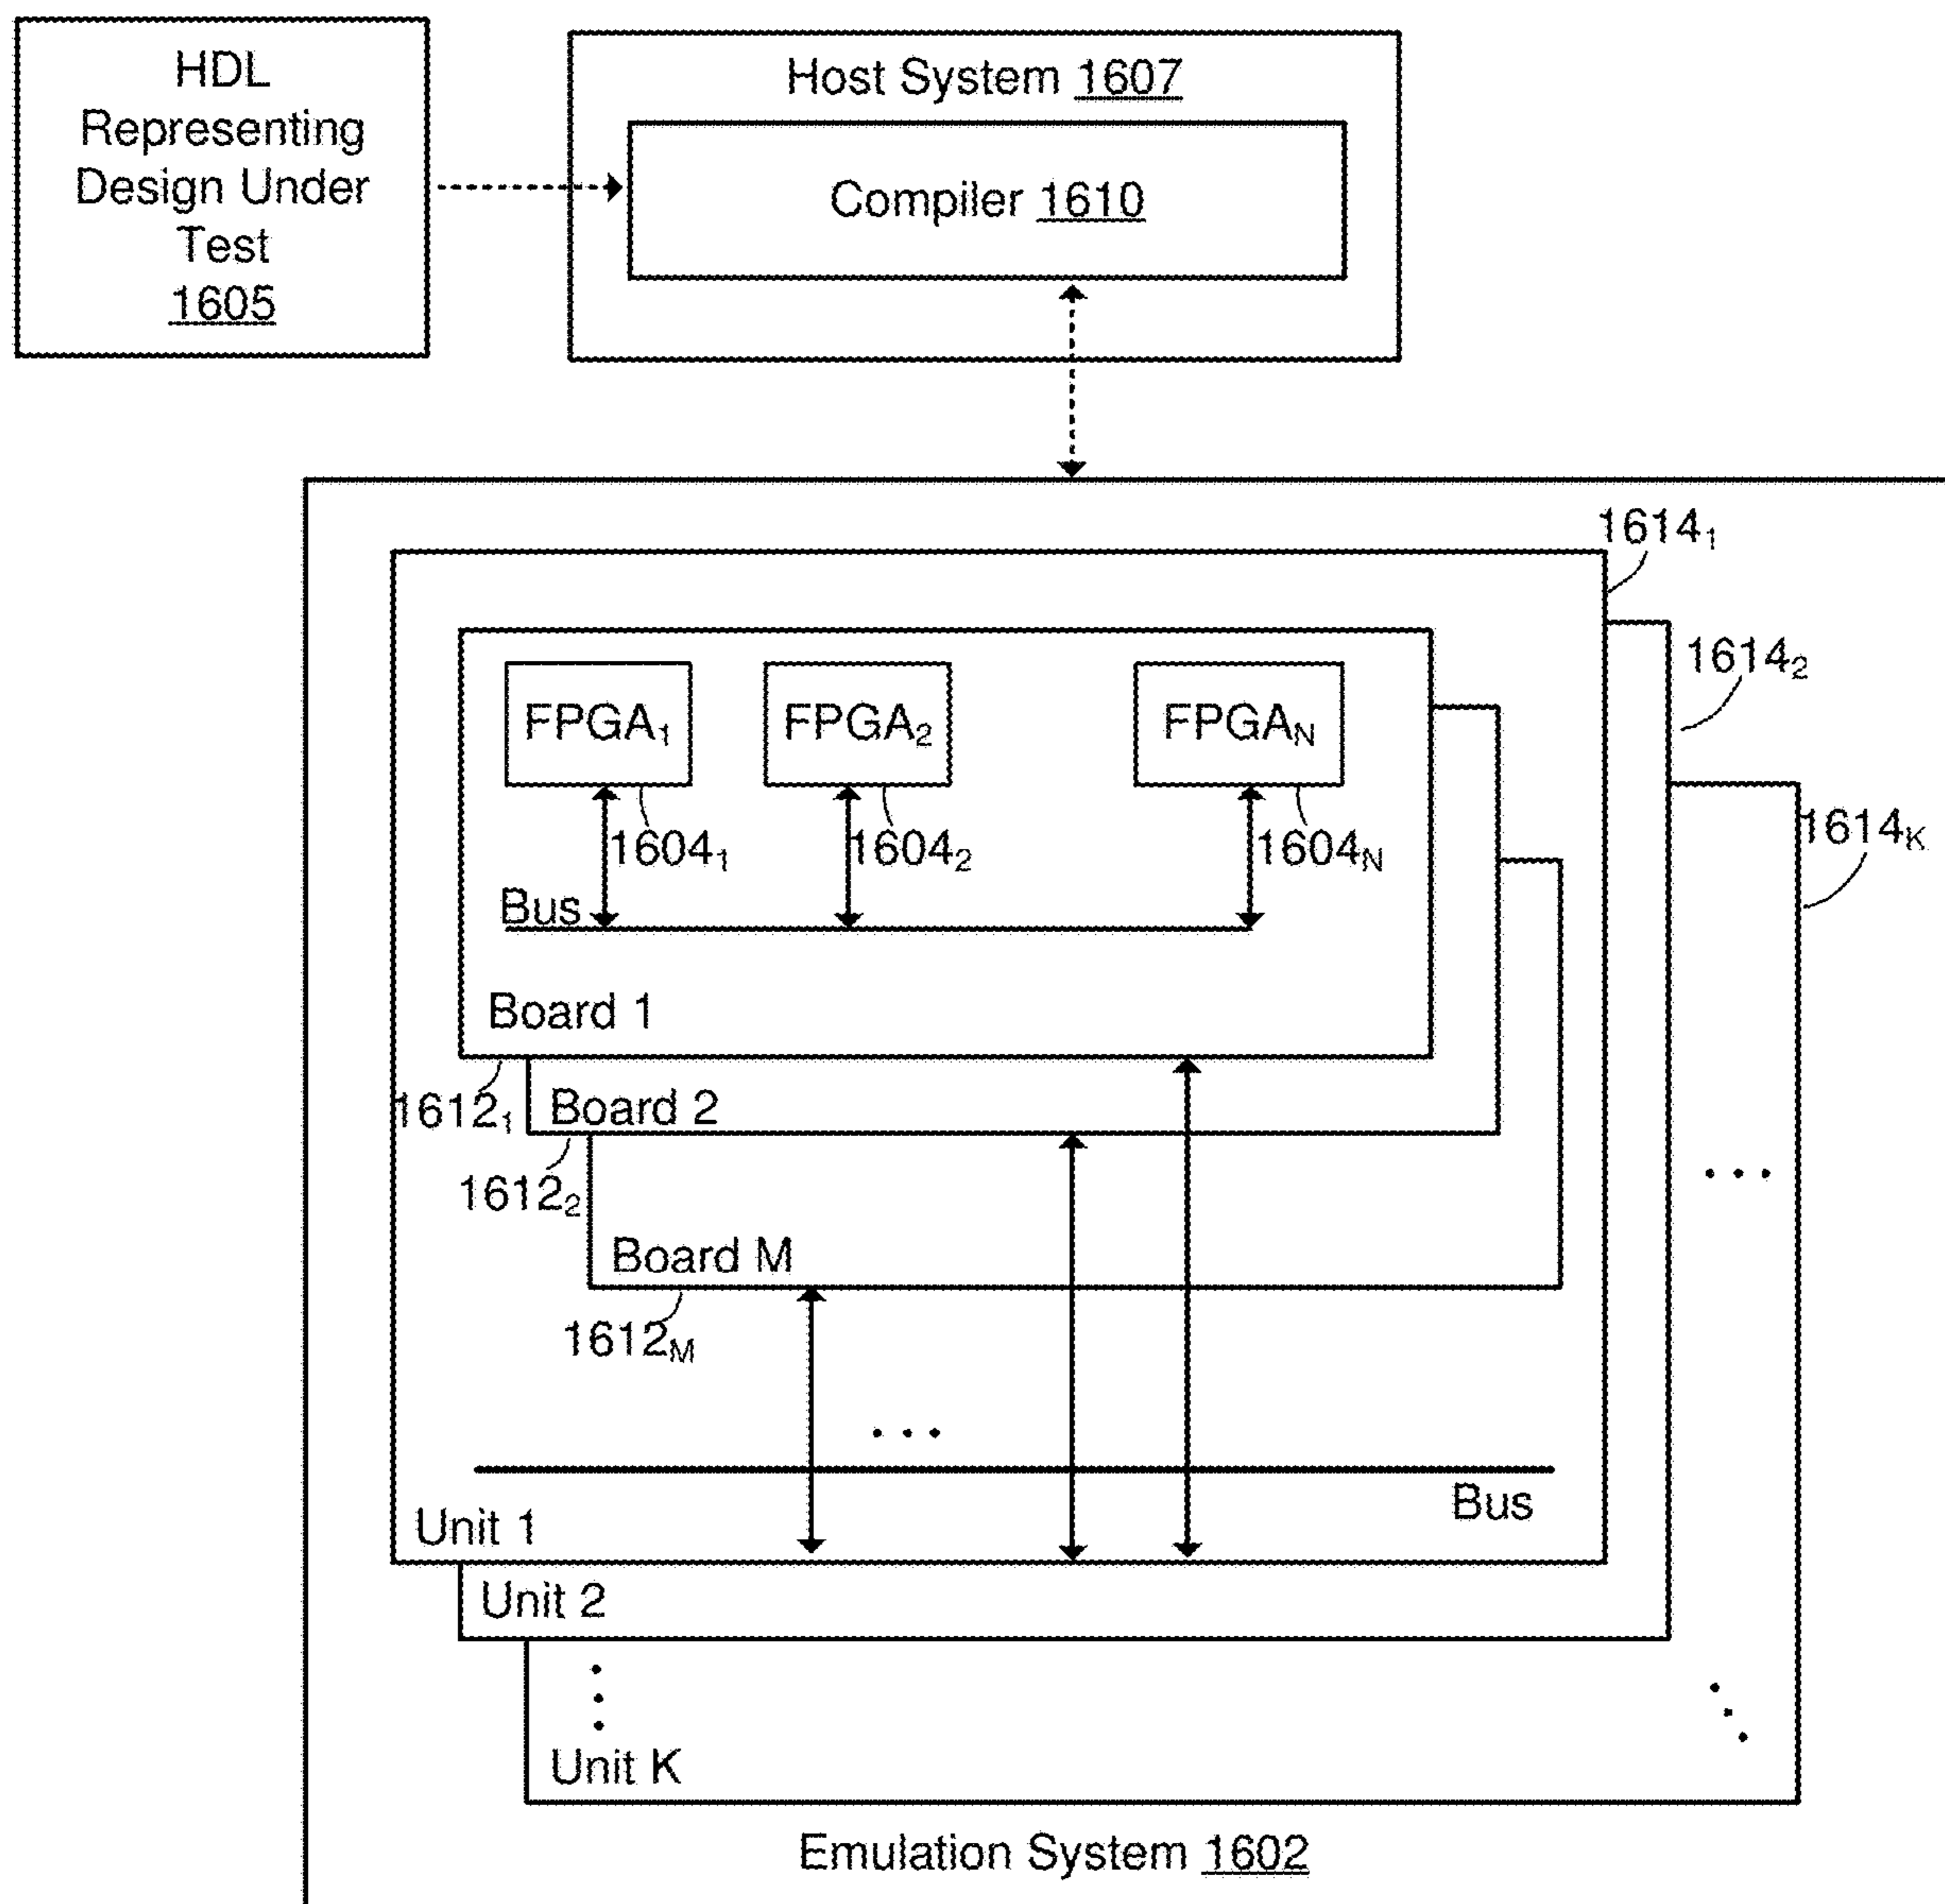 HDL
Representing
Design Under
Test
1605
Host System 1607
Compiler 1610
1614₁
1614₂
1614K
FPGA₁
FPGA₂
FPGAN
1604₁
1604₂
1604N
Bus
Board 1
1612₁
Board 2
1612₂
Board M
1612M
. . .
. . .
Bus
Unit 1
Unit 2
Unit K
Emulation System 1602